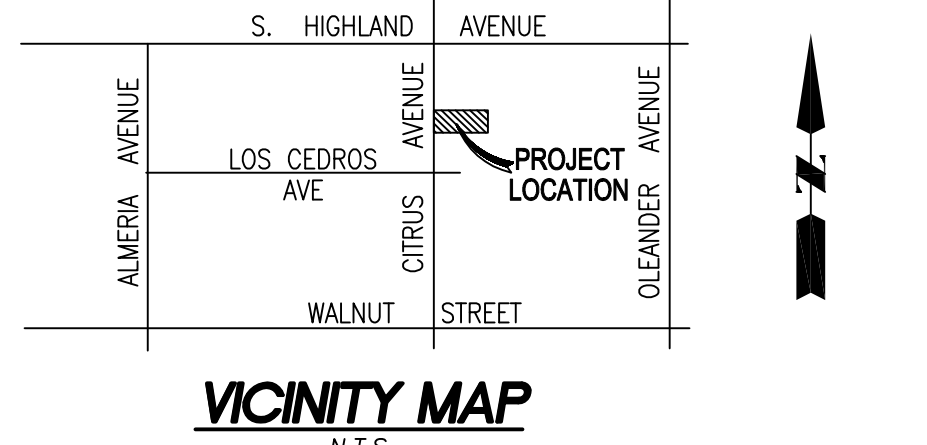 S. HIGHLAND AVENUE
ALMERIA AVENUE
CITRUS AVENUE
OLEANDER AVENUE
LOS CEDROS
AVE
PROJECT
LOCATION
WALNUT STREET
N
VICINITY MAP
N.T.S.